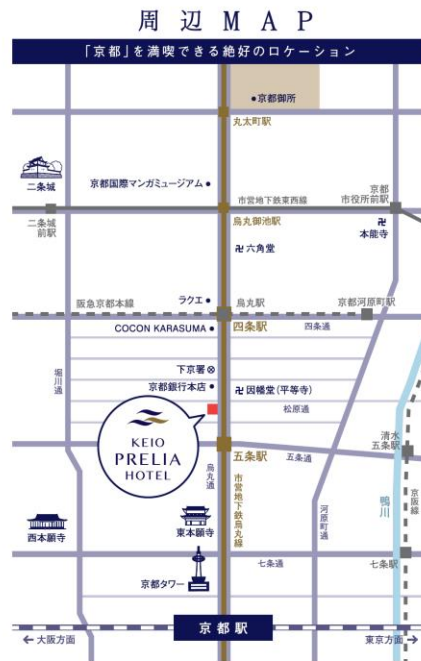 周辺MAP
「京都」を満喫できる絶好のロケーション
●京都御所
丸太町駅
二条城
京都国際マンガミュージアム●
市営地下鉄東西線
京都
市役所前駅
二条城
前駅
烏丸御池駅
卍
本能寺
卍六角堂
ラクエ●
烏丸駅
阪急京都本線
京都河原町駅
COCON KARASUMA●
四条駅
四条通
堀川通
下京署⊗
京都銀行本店●
卍因幡堂(平等寺)
松原通
KEIO
PRELIA
HOTEL
清水
五条駅
五条駅
五条通
烏丸通
市営地下鉄烏丸線
河原町通
鴨川
京阪線
西本願寺
東本願寺
七条通
七条駅
京都タワー
京都駅
←大阪方面
東京方面→